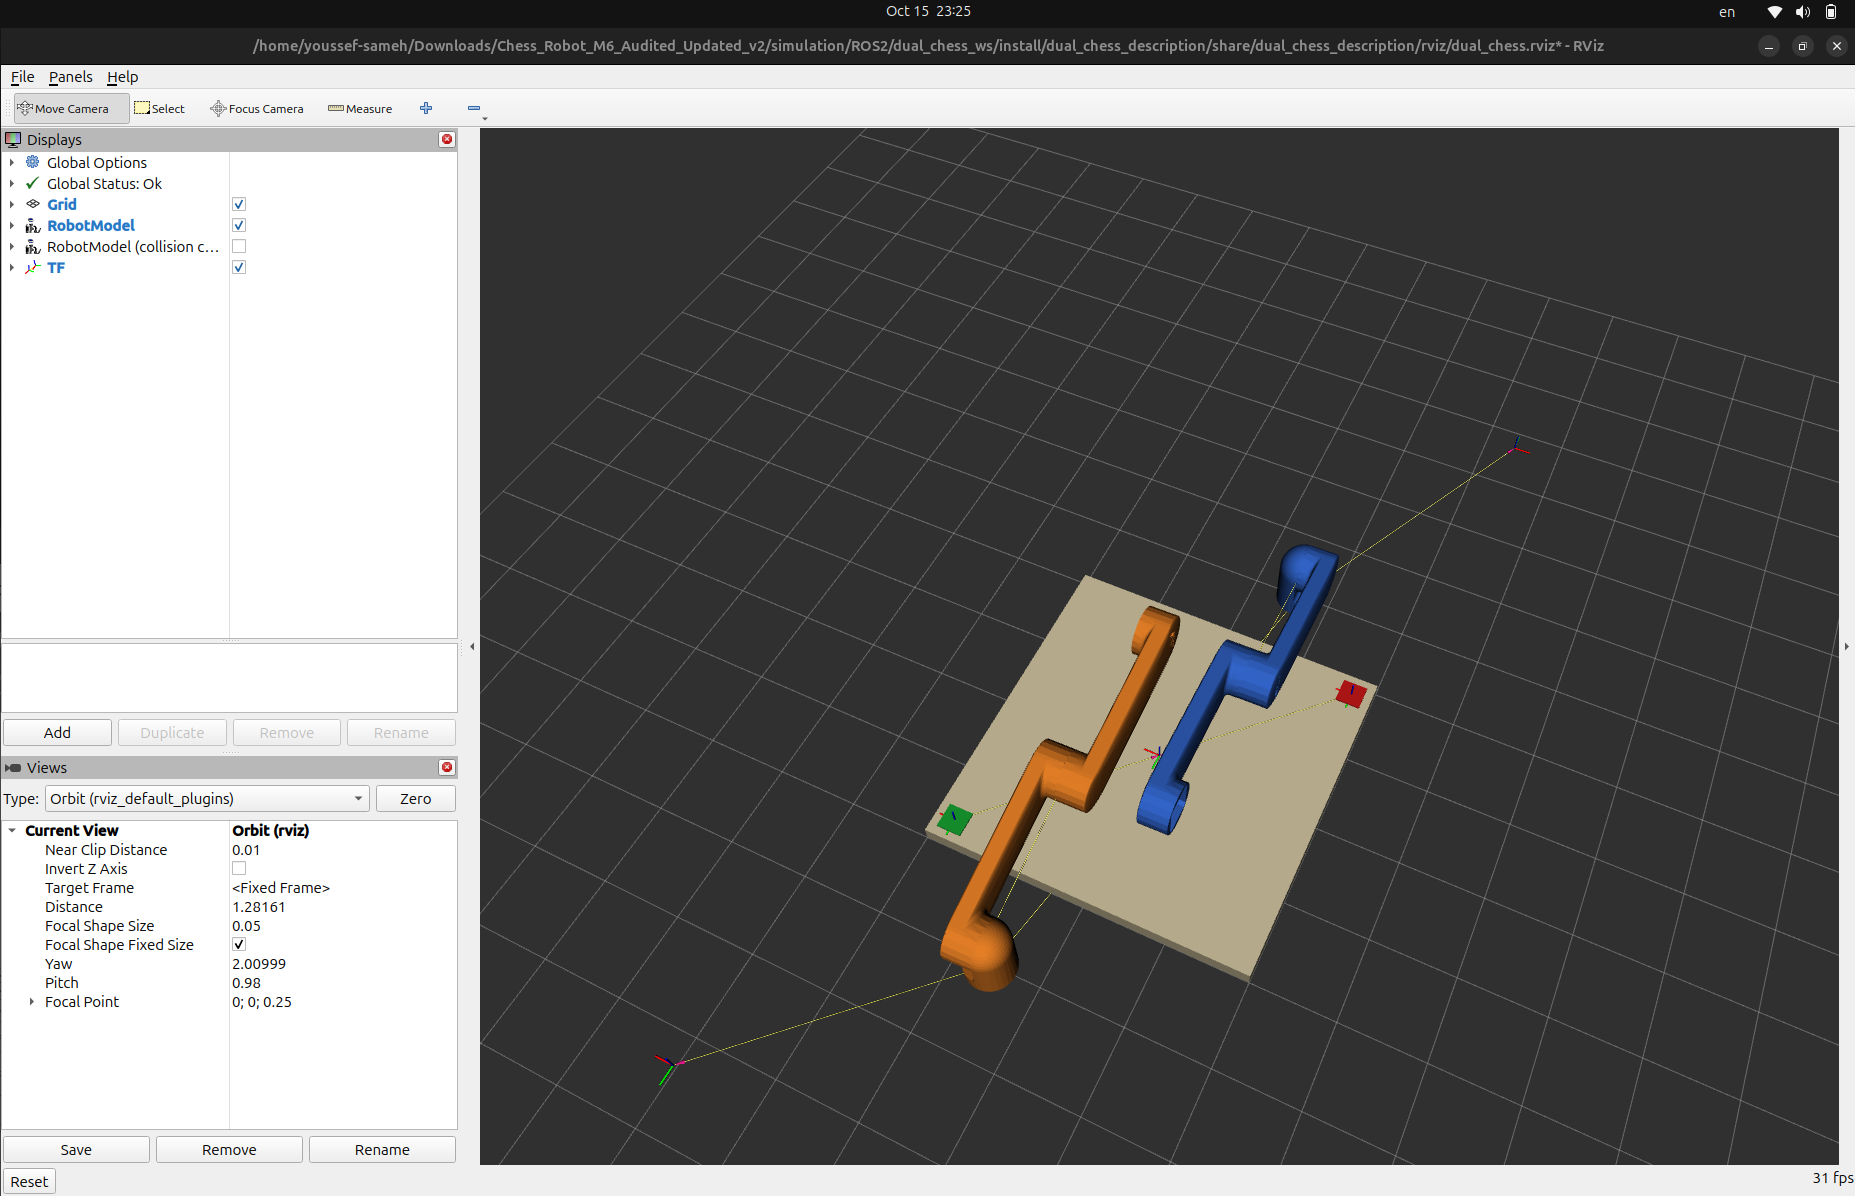 Oct 15 23:25
en
/home/youssef-sameh/Downloads/Chess_Robot_M6_Audited_Updated_v2/simulation/ROS2/dual_chess_ws/install/dual_chess_description/share/dual_chess_description/rviz/dual_chess.rviz* - RViz
File Panels Help
Move Camera Select Focus Camera Measure
Displays
Global Options
Global Status: Ok
Grid
RobotModel
RobotModel (collision c...
TF
Add Duplicate Remove Rename
Views
Type: Orbit (rviz_default_plugins) Zero
Current View Orbit (rviz)
Near Clip Distance 0.01
Invert Z Axis
Target Frame <Fixed Frame>
Distance 1.28161
Focal Shape Size 0.05
Focal Shape Fixed Size
Yaw 2.00999
Pitch 0.98
Focal Point 0; 0; 0.25
Save Remove Rename
Reset
31 fps